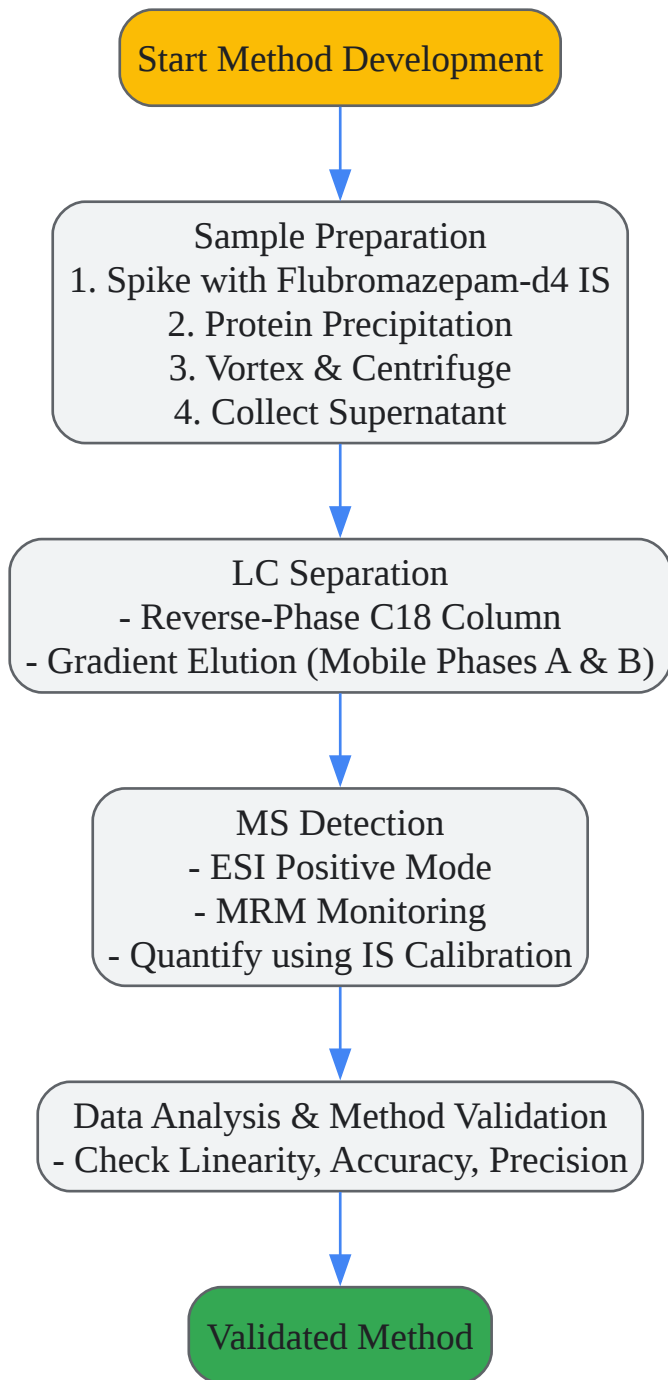 Start Method Development
Sample Preparation
1. Spike with Flubromazepam-d4 IS
2. Protein Precipitation
3. Vortex & Centrifuge
4. Collect Supernatant
LC Separation
- Reverse-Phase C18 Column
- Gradient Elution (Mobile Phases A & B)
MS Detection
- ESI Positive Mode
- MRM Monitoring
- Quantify using IS Calibration
Data Analysis & Method Validation
- Check Linearity, Accuracy, Precision
Validated Method